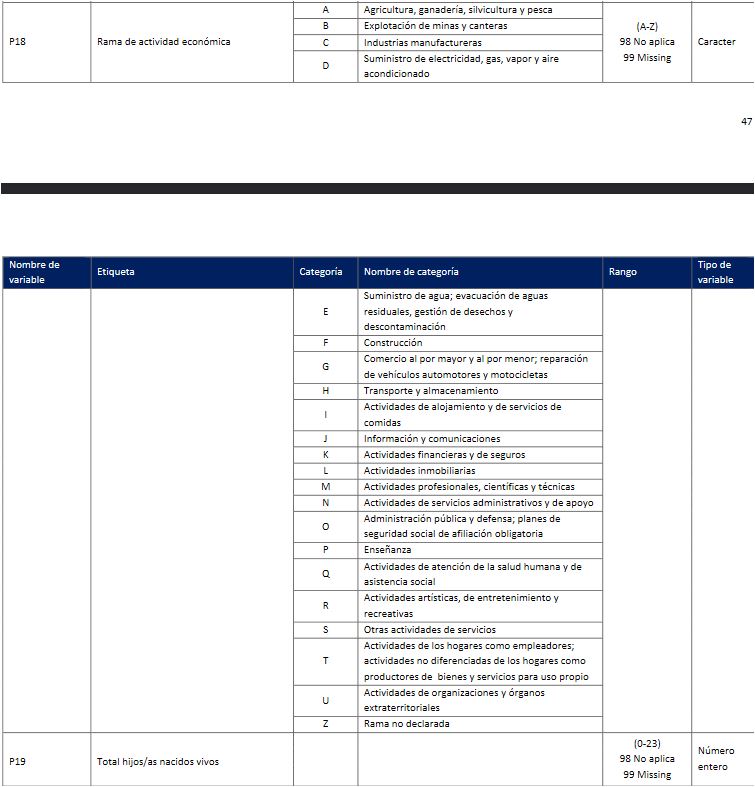 P18
Rama de actividad económica
A
Agricultura, ganadería, silvicultura y pesca
B
Explotación de minas y canteras
C
Industrias manufactureras
D
Suministro de electricidad, gas, vapor y aire
acondicionado
(A-Z)
98 No aplica
99 Missing
Caracter
47
Nombre de
variable
Etiqueta
Categoría
Nombre de categoría
Rango
Tipo de
variable
E
Suministro de agua; evacuación de aguas
residuales, gestión de desechos y
descontaminación
F
Construcción
G
Comercio al por mayor y al por menor; reparación
de vehículos automotores y motocicletas
H
Transporte y almacenamiento
I
Actividades de alojamiento y de servicios de
comidas
J
Información y comunicaciones
K
Actividades financieras y de seguros
L
Actividades inmobiliarias
M
Actividades profesionales, científicas y técnicas
N
Actividades de servicios administrativos y de apoyo
O
Administración pública y defensa; planes de
seguridad social de afiliación obligatoria
P
Enseñanza
Q
Actividades de atención de la salud humana y de
asistencia social
R
Actividades artísticas, de entretenimiento y
recreativas
S
Otras actividades de servicios
T
Actividades de los hogares como empleadores;
actividades no diferenciadas de los hogares como
productores de bienes y servicios para uso propio
U
Actividades de organizaciones y órganos
extraterritoriales
Z
Rama no declarada
P19
Total hijos/as nacidos vivos
(0-23)
98 No aplica
99 Missing
Número
entero